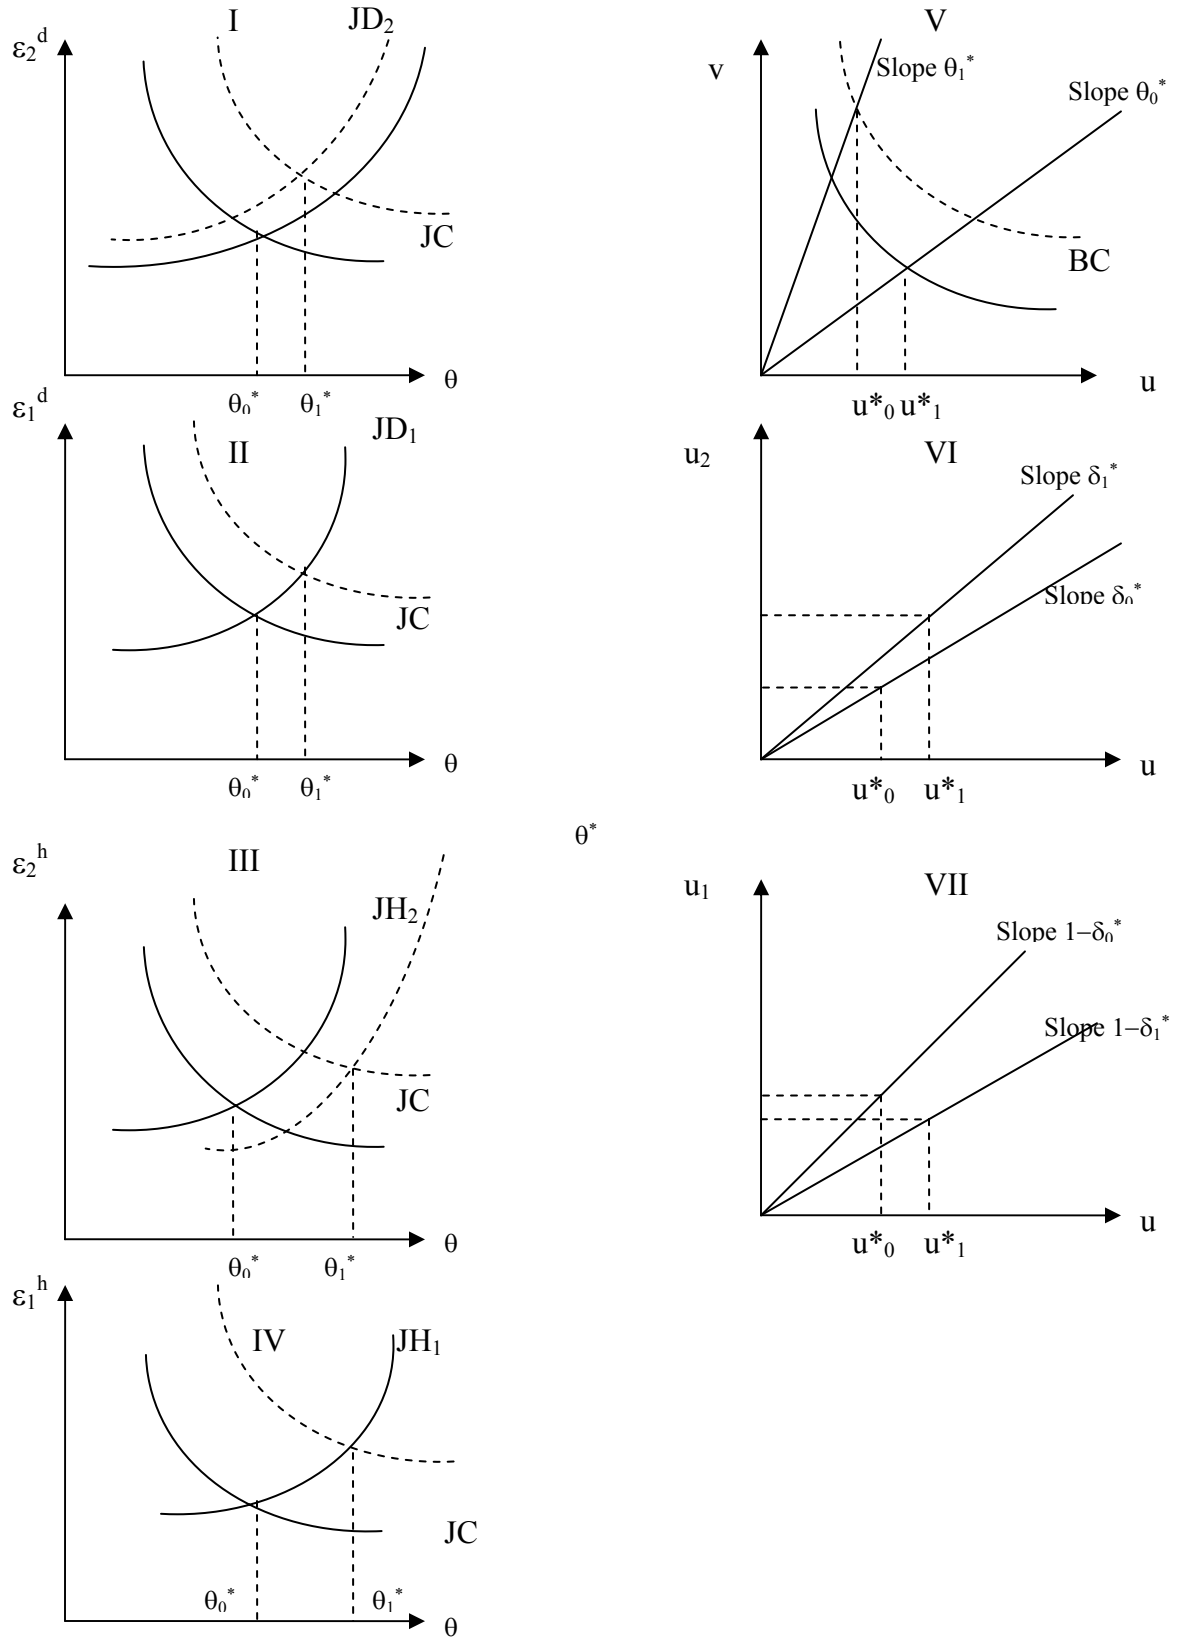 I
JD₂
ε₂ᵈ
JC
θ
θ₀* θ₁*
ε₁ᵈ
II
JD₁
JC
θ
θ₀* θ₁*
θ*
ε₂ʰ
III
JH₂
JC
θ
θ₀* θ₁*
ε₁ʰ
IV
JH₁
JC
θ₀* θ₁*
θ
V
v
Slope θ₁*
Slope θ₀*
BC
u
u*₀ u*₁
u₂
VI
Slope δ₁*
Slope δ₀*
u
u*₀ u*₁
u₁
VII
Slope 1−δ₀*
Slope 1−δ₁*
u
u*₀ u*₁